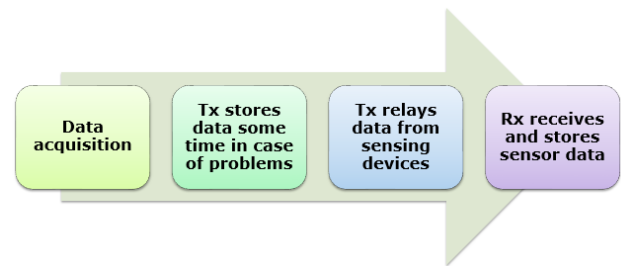 Data
acquisition
Tx stores
data some
time in case
of problems
Tx relays
data from
sensing
devices
Rx receives
and stores
sensor data